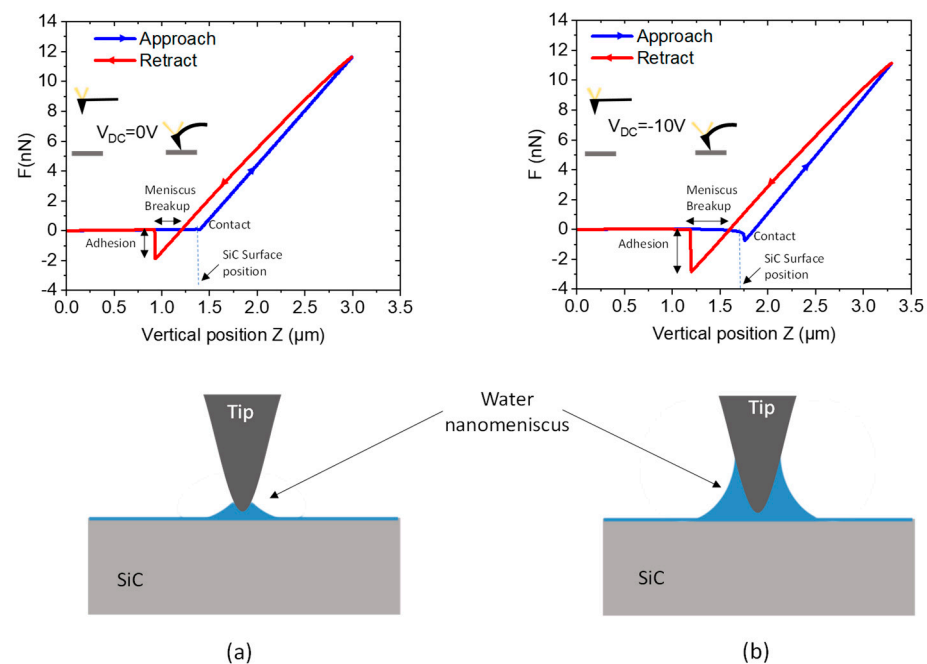 14
12
10
8
6
4
2
0
-2
-4
F(nN)
Approach
Retract
V_DC=0V
Meniscus
Breakup
Contact
Adhesion
SiC Surface
position
0.0 0.5 1.0 1.5 2.0 2.5 3.0 3.5
Vertical position Z (µm)
14
12
10
8
6
4
2
0
-2
-4
F (nN)
Approach
Retract
V_DC=-10V
Meniscus
Breakup
Contact
Adhesion
SiC Surface
position
0.0 0.5 1.0 1.5 2.0 2.5 3.0 3.5
Vertical position Z (µm)
Tip
Water
nanomeniscus
Tip
SiC
SiC
(a)
(b)